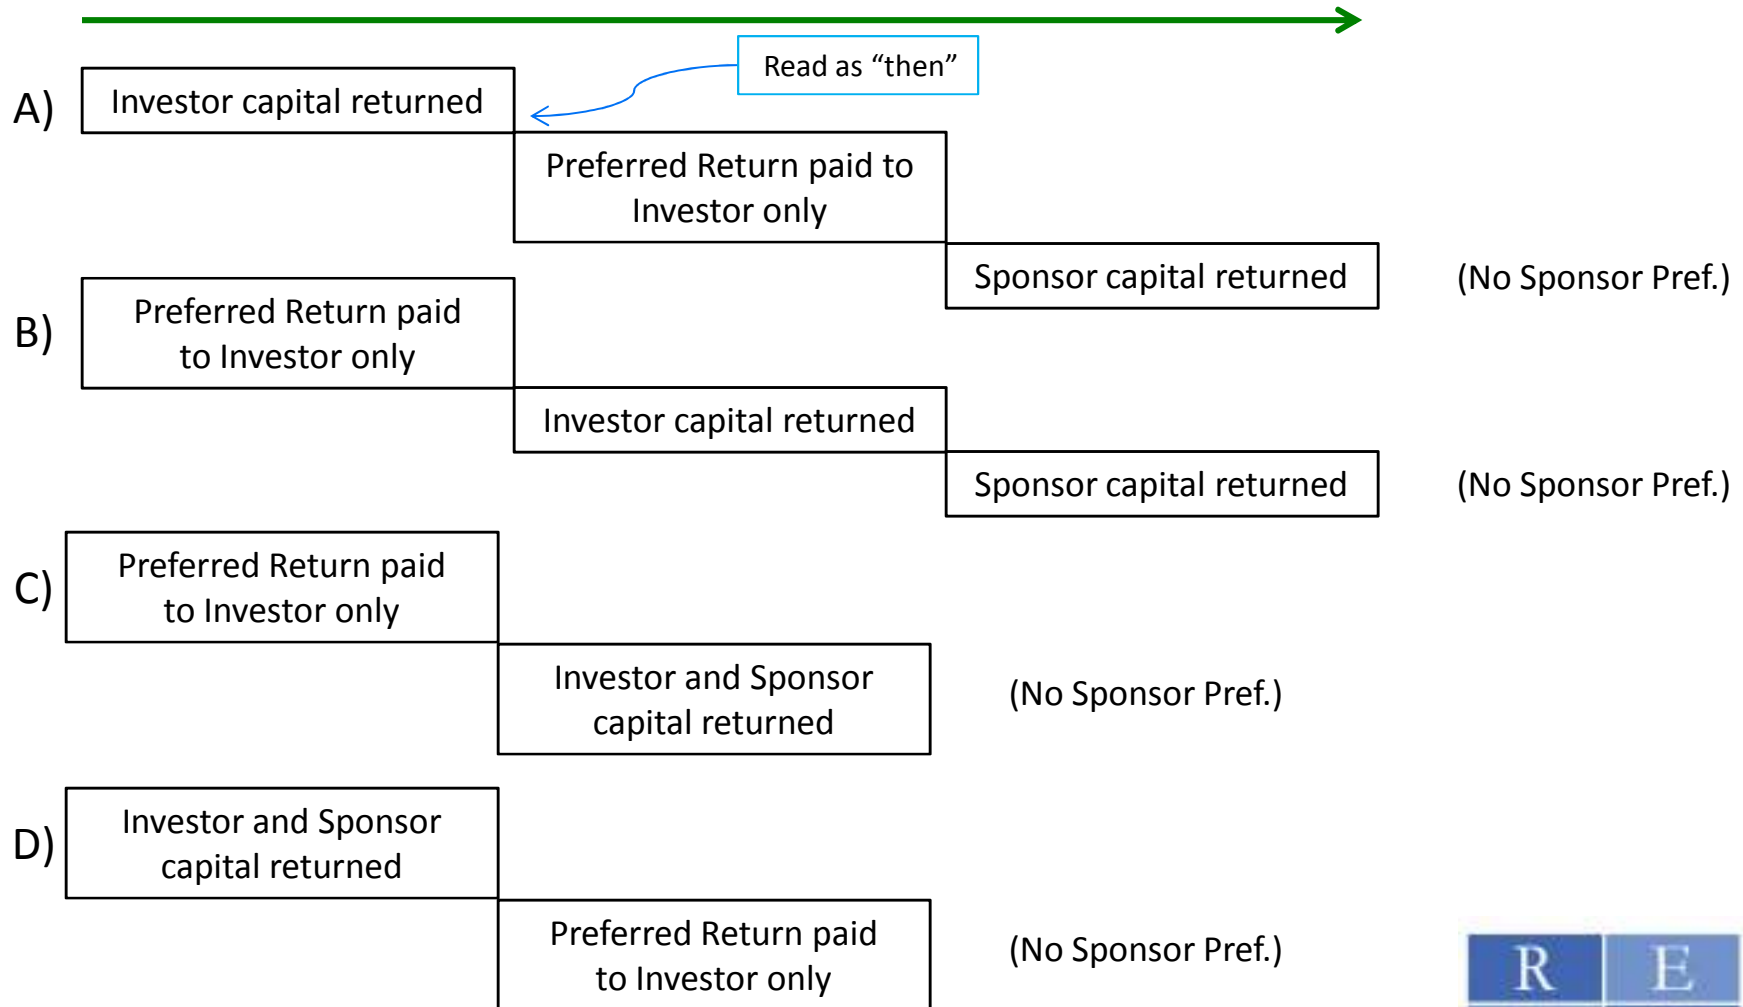 Read as “then”
A)
Investor capital returned
Preferred Return paid to
Investor only
Sponsor capital returned
(No Sponsor Pref.)
B)
Preferred Return paid
to Investor only
Investor capital returned
Sponsor capital returned
(No Sponsor Pref.)
C)
Preferred Return paid
to Investor only
Investor and Sponsor
capital returned
(No Sponsor Pref.)
D)
Investor and Sponsor
capital returned
Preferred Return paid
to Investor only
(No Sponsor Pref.)
R E